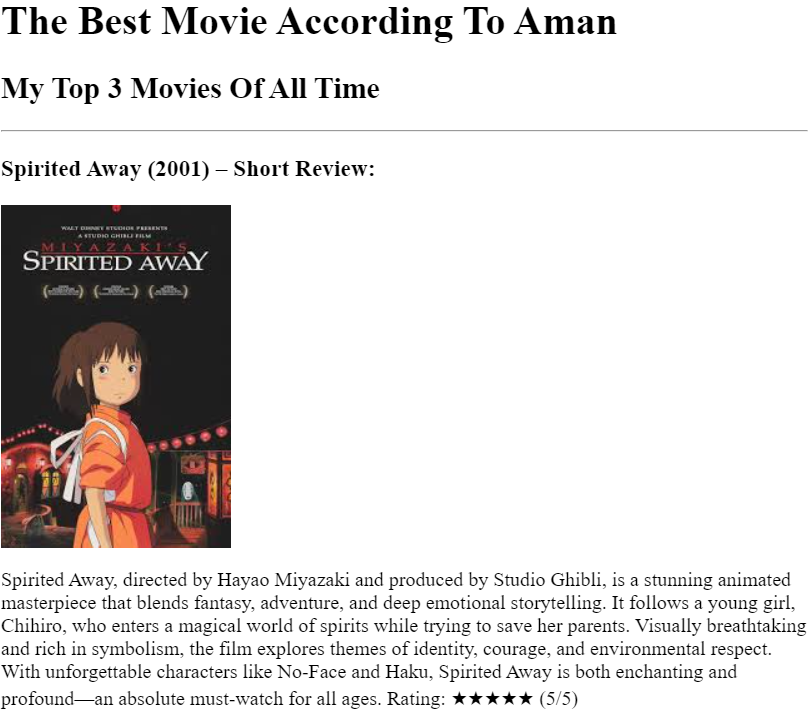 The Best Movie According To Aman
My Top 3 Movies Of All Time
Spirited Away (2001) – Short Review:
WALT DISNEY STUDIOS PRESENTS
A STUDIO GHIBLI FILM
MIYAZAKI'S
SPIRITED AWAY
Spirited Away, directed by Hayao Miyazaki and produced by Studio Ghibli, is a stunning animated
masterpiece that blends fantasy, adventure, and deep emotional storytelling. It follows a young girl,
Chihiro, who enters a magical world of spirits while trying to save her parents. Visually breathtaking
and rich in symbolism, the film explores themes of identity, courage, and environmental respect.
With unforgettable characters like No-Face and Haku, Spirited Away is both enchanting and
profound—an absolute must-watch for all ages. Rating: ★★★★★ (5/5)